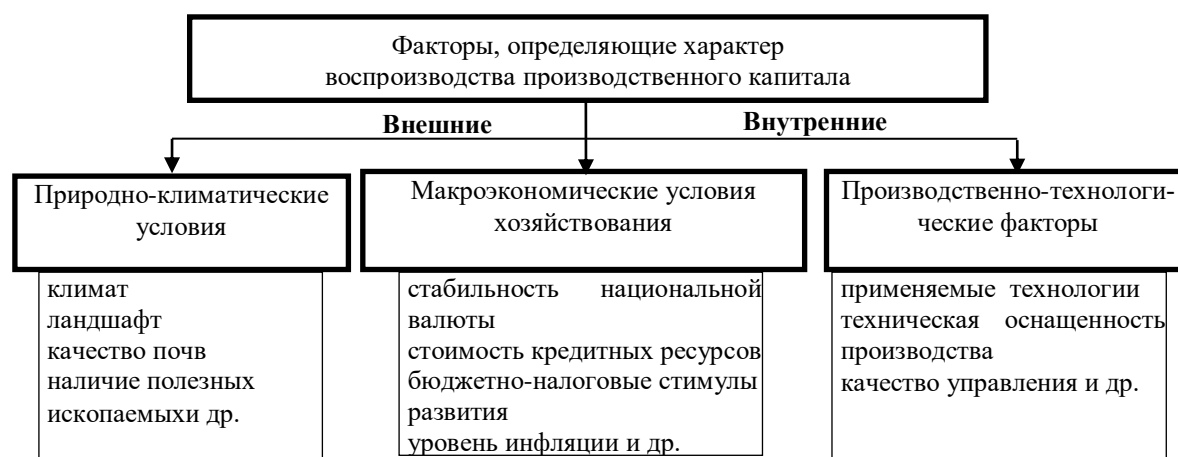 Факторы, определяющие характер
воспроизводства производственного капитала
Внешние
Внутренние
Природно-климатические
условия
Макроэкономические условия
хозяйствования
Производственно-технологи-
ческие факторы
климат
ландшафт
качество почв
наличие полезных
ископаемыхи др.
стабильность национальной
валюты
стоимость кредитных ресурсов
бюджетно-налоговые стимулы
развития
уровень инфляции и др.
применяемые технологии
техническая оснащенность
производства
качество управления и др.